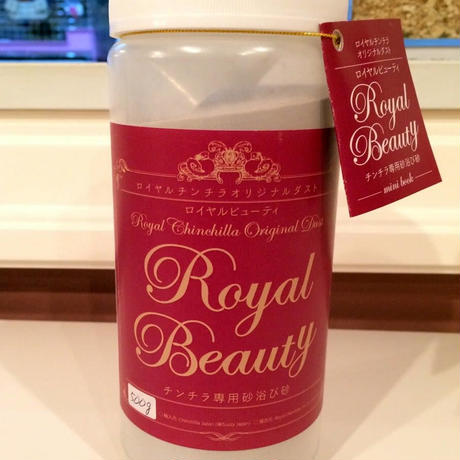 ロイヤルチンチラオリジナルダスト
ロイヤルビューティ
Royal Chinchilla Original Dust
Royal
Beauty
チンチラ専用砂浴び砂
500g
ロイヤルチンチラ
オリジナルダスト
ロイヤルビューティ
Royal
Beauty
チンチラ専用砂浴び砂
mini book